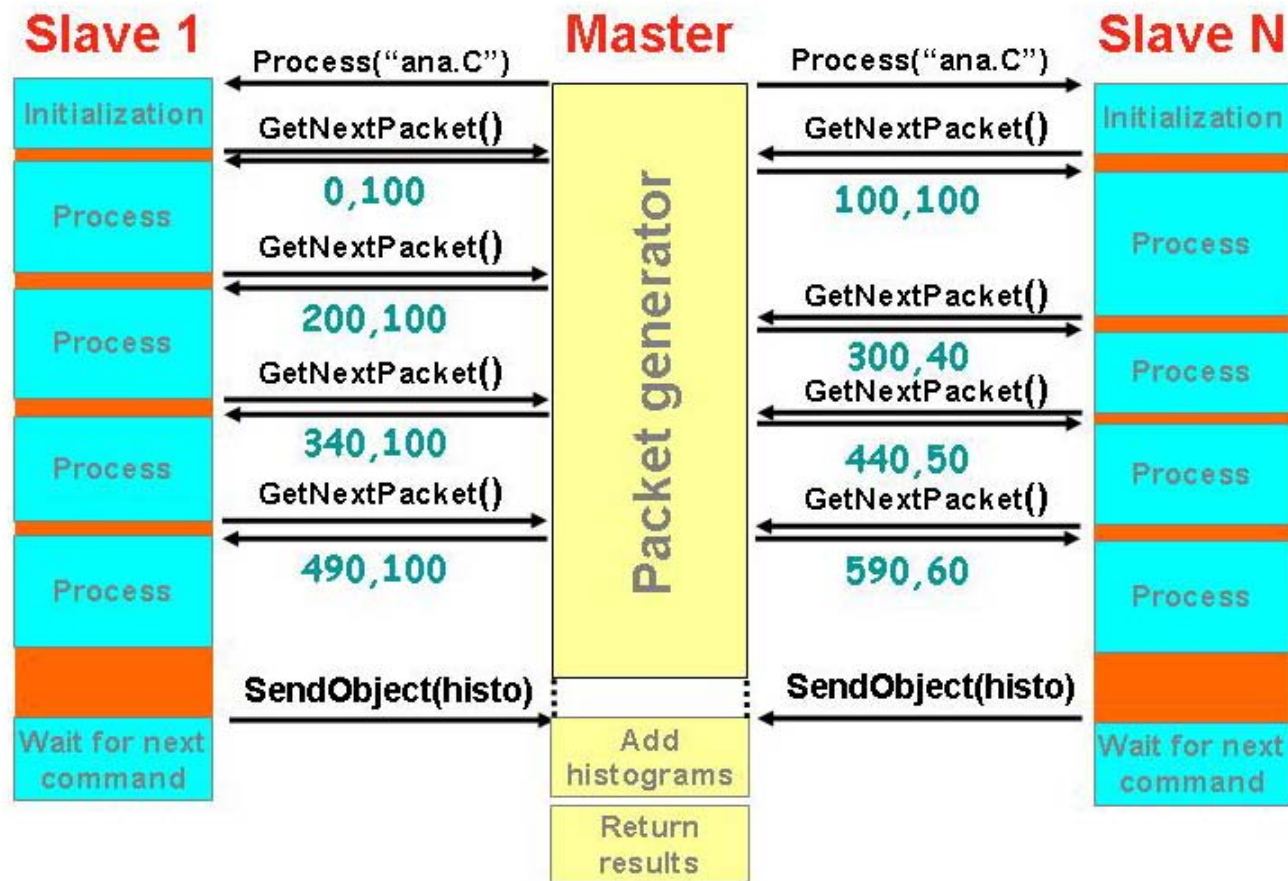 Slave 1
Master
Slave N
Process("ana.C")
Process("ana.C")
Initialization
GetNextPacket()
GetNextPacket()
Initialization
0,100
100,100
Process
Packet generator
Process
GetNextPacket()
GetNextPacket()
200,100
300,40
Process
Process
GetNextPacket()
GetNextPacket()
340,100
440,50
Process
Process
GetNextPacket()
GetNextPacket()
490,100
590,60
Process
Process
SendObject(histo)
SendObject(histo)
Wait for next
command
Add
histograms
Wait for next
command
Return
results